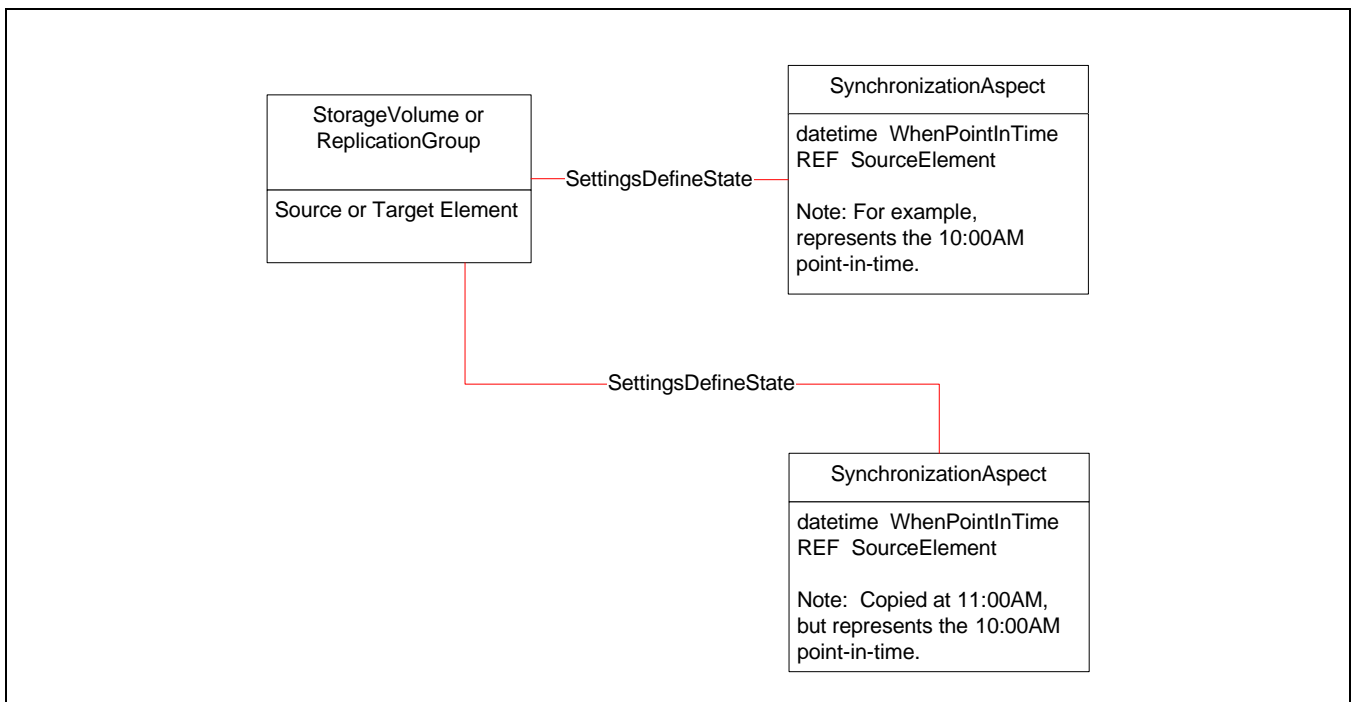 StorageVolume or
ReplicationGroup
Source or Target Element
SettingsDefineState
SynchronizationAspect
datetime WhenPointInTime
REF SourceElement
Note: For example,
represents the 10:00AM
point-in-time.
SettingsDefineState
SynchronizationAspect
datetime WhenPointInTime
REF SourceElement
Note: Copied at 11:00AM,
but represents the 10:00AM
point-in-time.